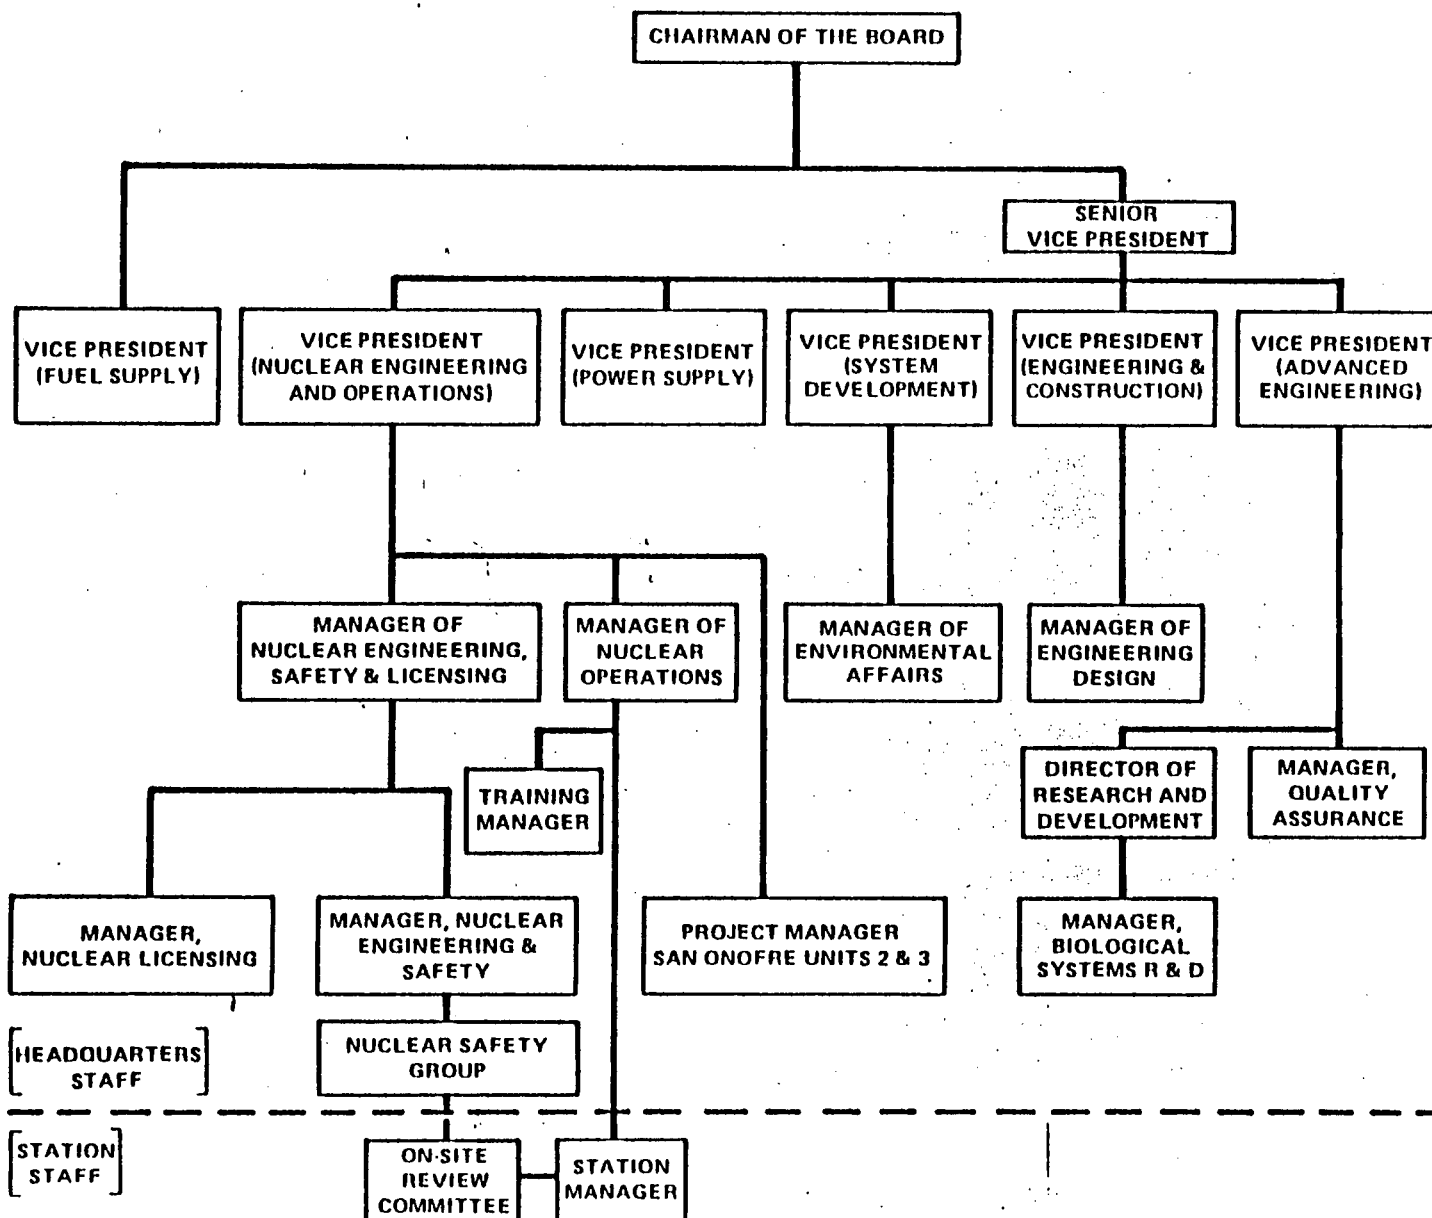 CHAIRMAN OF THE BOARD
SENIOR
VICE PRESIDENT
VICE PRESIDENT
(FUEL SUPPLY)
VICE PRESIDENT
(NUCLEAR ENGINEERING
AND OPERATIONS)
VICE PRESIDENT
(POWER SUPPLY)
VICE PRESIDENT
(SYSTEM
DEVELOPMENT)
VICE PRESIDENT
(ENGINEERING &
CONSTRUCTION)
VICE PRESIDENT
(ADVANCED
ENGINEERING)
MANAGER OF
NUCLEAR ENGINEERING,
SAFETY & LICENSING
MANAGER OF
NUCLEAR
OPERATIONS
MANAGER OF
ENVIRONMENTAL
AFFAIRS
MANAGER OF
ENGINEERING
DESIGN
TRAINING
MANAGER
DIRECTOR OF
RESEARCH AND
DEVELOPMENT
MANAGER,
QUALITY
ASSURANCE
MANAGER,
NUCLEAR LICENSING
MANAGER, NUCLEAR
ENGINEERING &
SAFETY
PROJECT MANAGER
SAN ONOFRE UNITS 2 & 3
MANAGER,
BIOLOGICAL
SYSTEMS R & D
HEADQUARTERS
STAFF
NUCLEAR SAFETY
GROUP
STATION
STAFF
ON-SITE
REVIEW
COMMITTEE
STATION
MANAGER